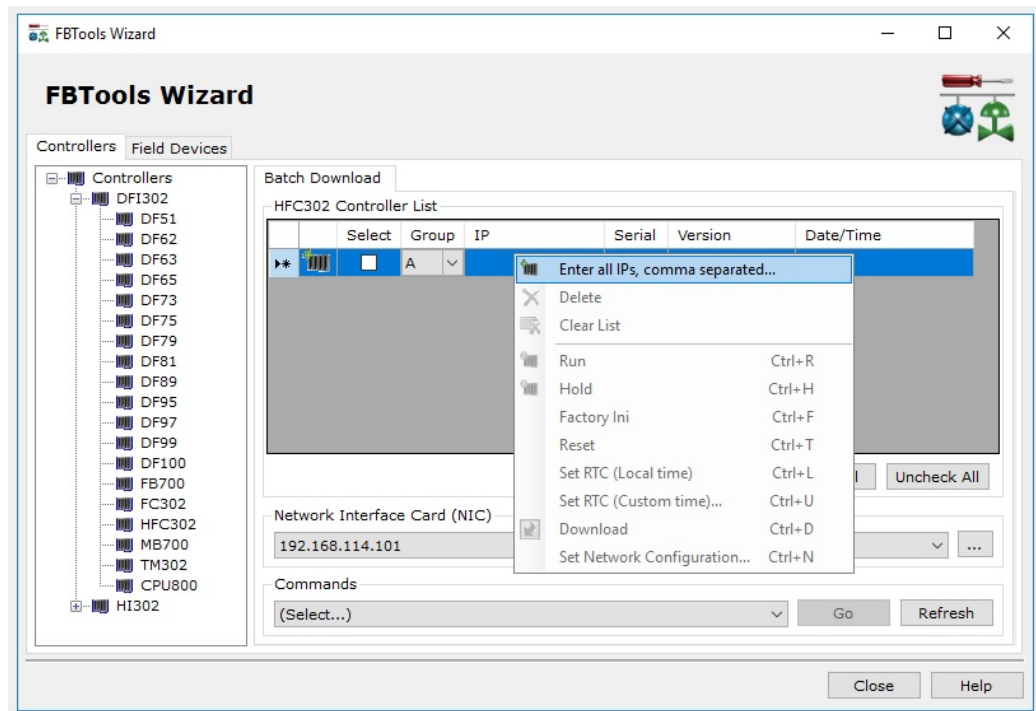 FBTools Wizard
FBTools Wizard
Controllers Field Devices
Controllers
DFI302
DF51
DF62
DF63
DF65
DF73
DF75
DF79
DF81
DF89
DF95
DF97
DF99
DF100
FB700
FC302
HFC302
MB700
TM302
CPU800
HI302
Batch Download
HFC302 Controller List
Select Group IP Serial Version Date/Time
A
Enter all IPs, comma separated...
Delete
Clear List
Run Ctrl+R
Hold Ctrl+H
Factory Ini Ctrl+F
Reset Ctrl+T
Set RTC (Local time) Ctrl+L
Set RTC (Custom time)... Ctrl+U
Download Ctrl+D
Set Network Configuration... Ctrl+N
Uncheck All
Network Interface Card (NIC)
192.168.114.101
...
Commands
(Select...) Go Refresh
Close Help